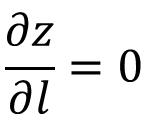 ∂z/∂l = 0